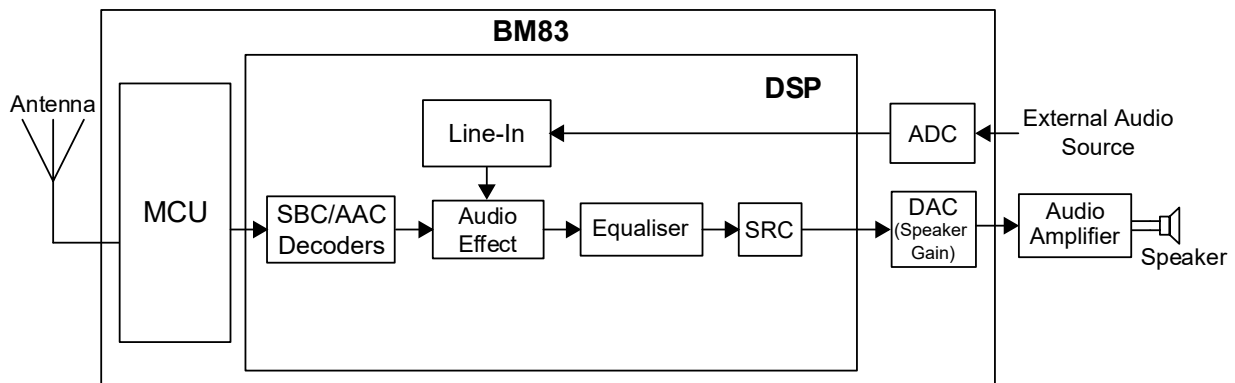 BM83
DSP
Antenna
MCU
Line-In
ADC
External Audio
Source
SBC/AAC
Decoders
Audio
Effect
Equaliser
SRC
DAC
(Speaker
Gain)
Audio
Amplifier
Speaker